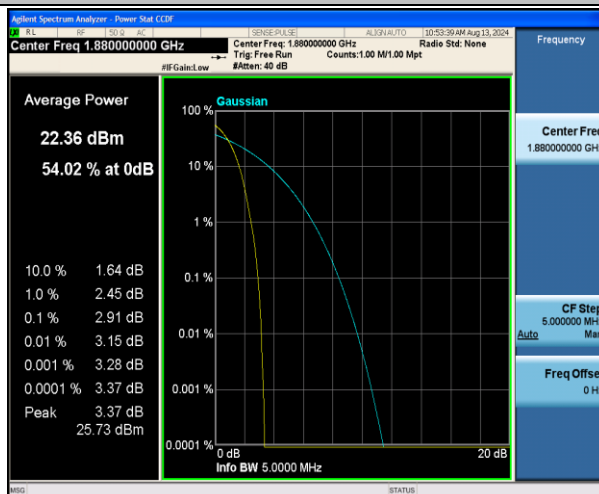 Agilent Spectrum Analyzer - Power Stat CCDF
LXI RL RF 50 Ω AC SENSE:PULSE ALIGN AUTO 10:53:39 AM Aug 13, 2024
Center Freq 1.880000000 GHz
Center Freq: 1.880000000 GHz Radio Std: None
Trig: Free Run Counts:1.00 M/1.00 Mpt
#IFGain:Low #Atten: 40 dB
Frequency
Average Power
22.36 dBm
54.02 % at 0dB
10.0 % 1.64 dB
1.0 % 2.45 dB
0.1 % 2.91 dB
0.01 % 3.15 dB
0.001 % 3.28 dB
0.0001 % 3.37 dB
Peak 3.37 dB
25.73 dBm
Gaussian
100 %
10 %
1 %
0.1 %
0.01 %
0.001 %
0.0001 %
0 dB 20 dB
Info BW 5.0000 MHz
Center Freq
1.880000000 GHz
CF Step
5.000000 MH
Auto Man
Freq Offse
0 H
MSG STATUS